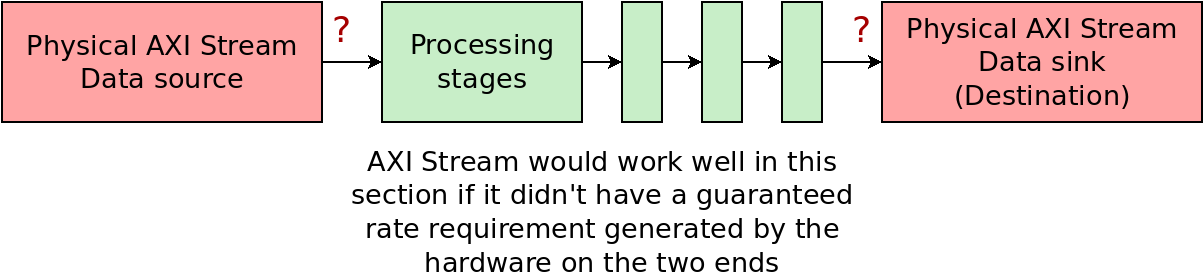 Physical AXI Stream
Data source
?
Processing
stages
?
Physical AXI Stream
Data sink
(Destination)
AXI Stream would work well in this
section if it didn't have a guaranteed
rate requirement generated by the
hardware on the two ends